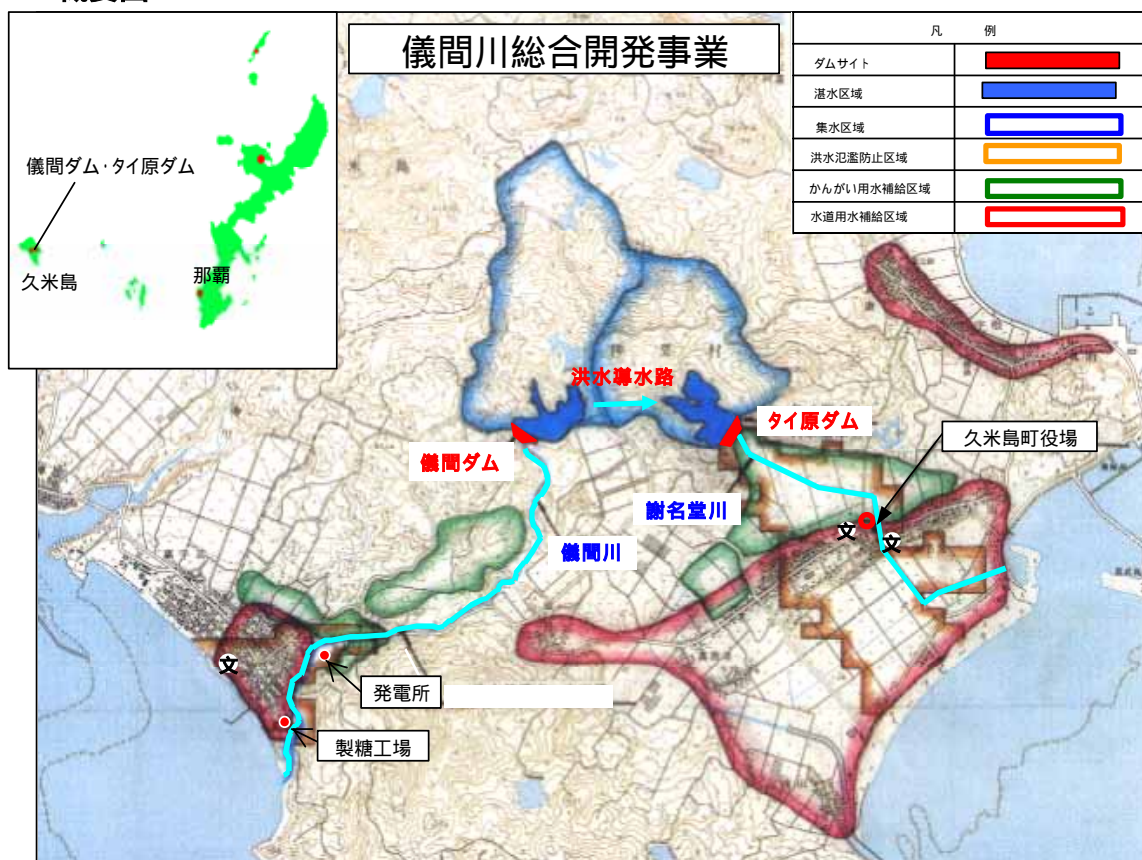 儀間川総合開発事業
凡 例
ダムサイト
湛水区域
集水区域
洪水氾濫防止区域
かんがい用水補給区域
水道用水補給区域
儀間ダム・タイ原ダム
久米島
那覇
洪水導水路
タイ原ダム
久米島町役場
儀間ダム
謝名堂川
文
文
儀間川
文
発電所
製糖工場